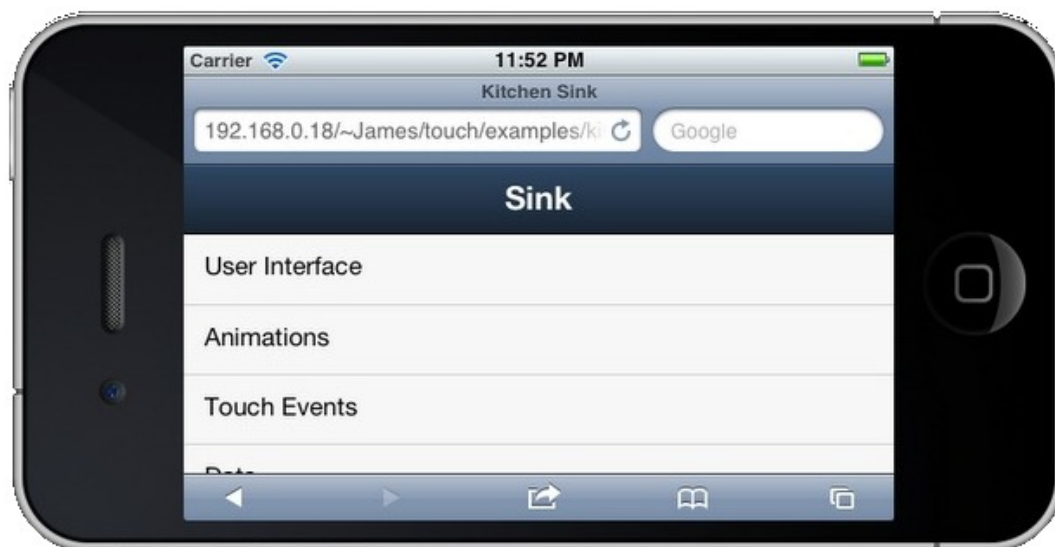 Carrier 11:52 PM
Kitchen Sink
192.168.0.18/~James/touch/examples/ki Google
Sink
User Interface
Animations
Touch Events